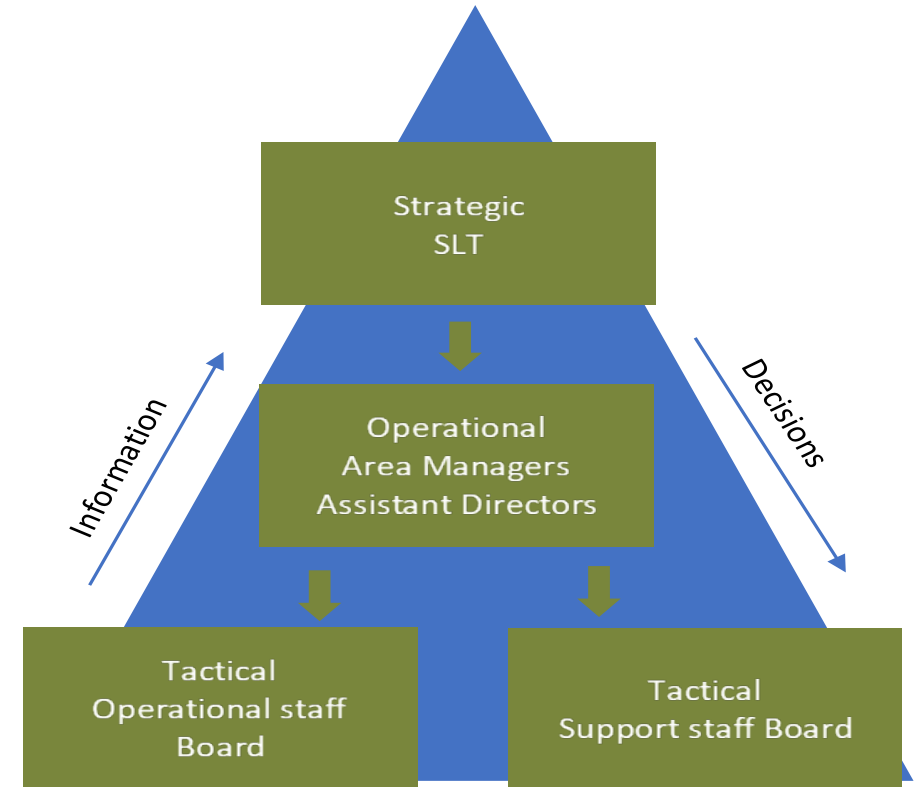 Strategic
SLT
Information
Decisions
Operational
Area Managers
Assistant Directors
Tactical
Operational staff
Board
Tactical
Support staff Board